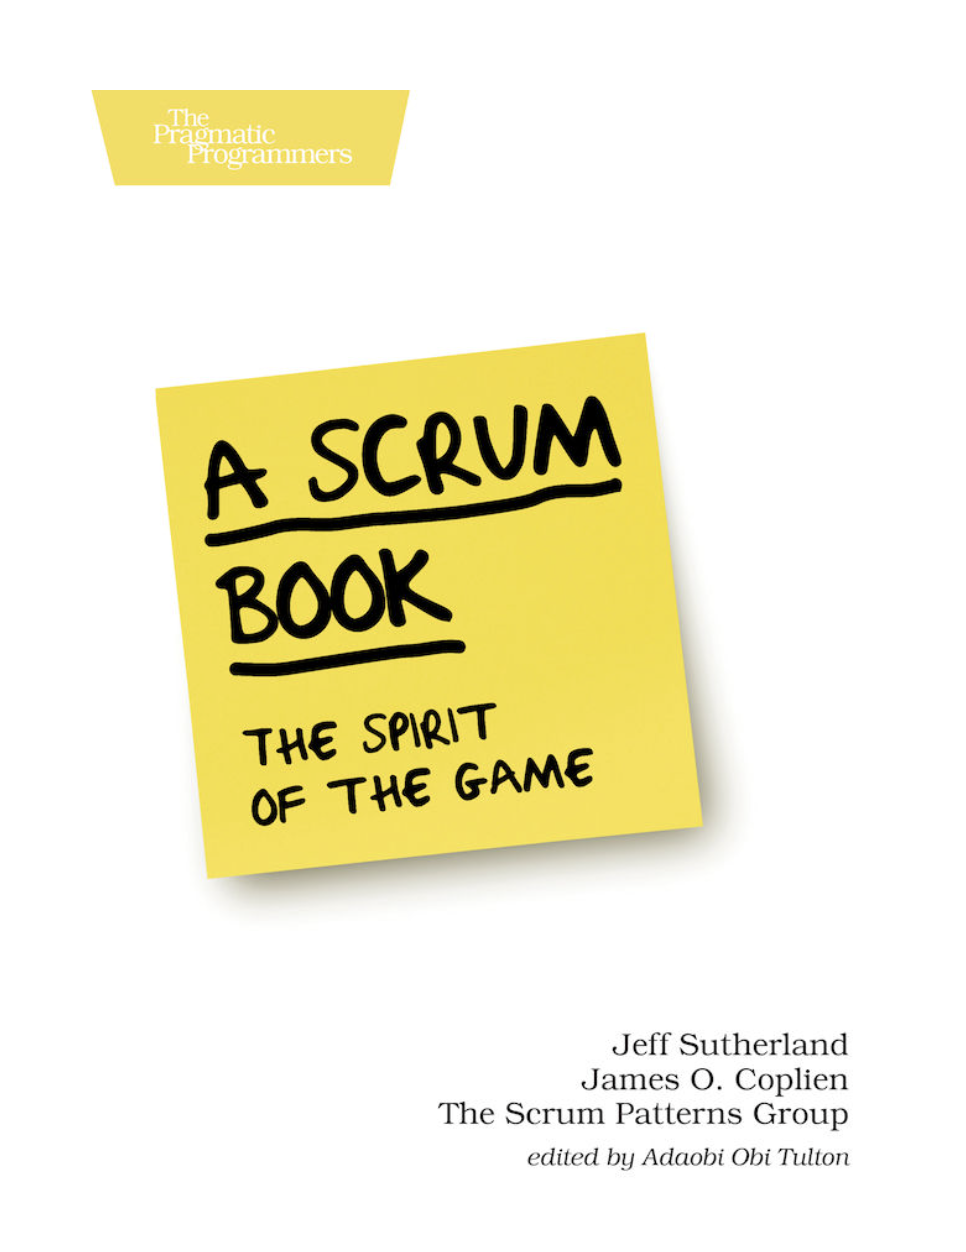 The
Pragmatic
Programmers
A SCRUM
BOOK
THE SPIRIT
OF THE GAME
Jeff Sutherland
James O. Coplien
The Scrum Patterns Group
edited by Adaobi Obi Tulton